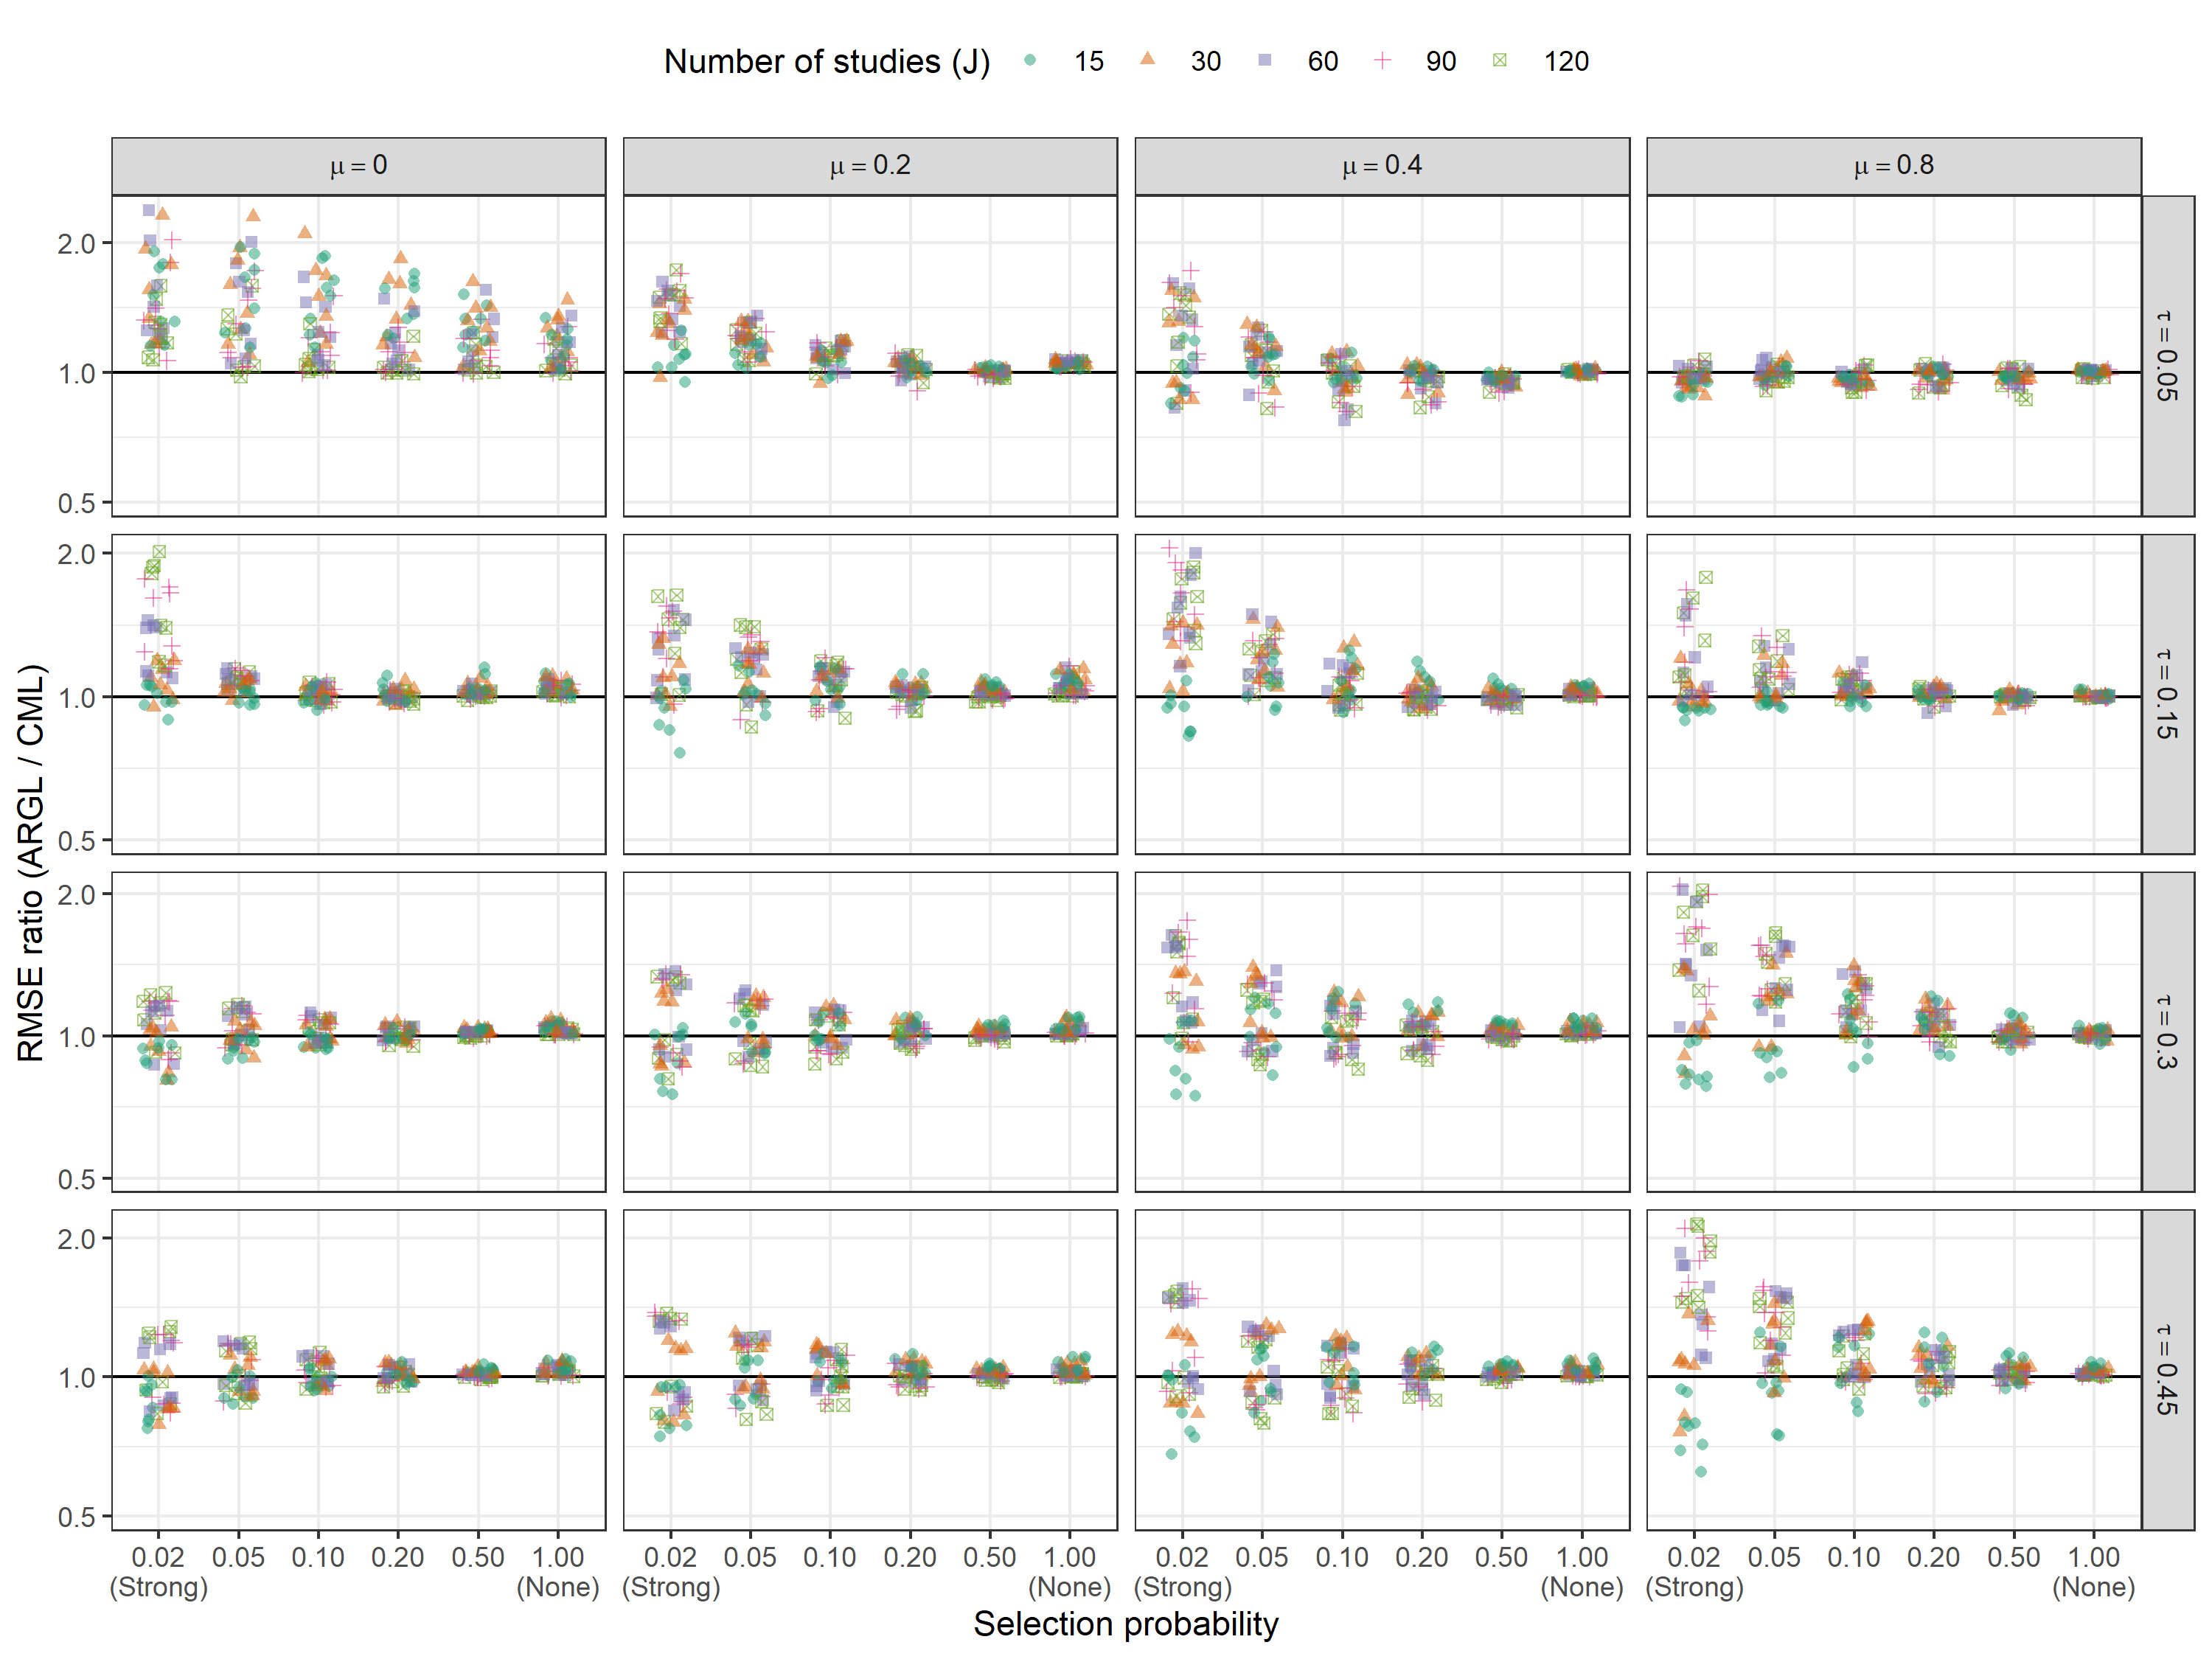 Number of studies (J) 15 30 60 90 120
μ = 0 μ = 0.2 μ = 0.4 μ = 0.8
2.0
1.0
0.5
τ = 0.05
2.0
1.0
0.5
τ = 0.15
2.0
1.0
0.5
τ = 0.3
2.0
1.0
0.5
τ = 0.45
RMSE ratio (ARGL / CML)
0.02 0.05 0.10 0.20 0.50 1.00 0.02 0.05 0.10 0.20 0.50 1.00 0.02 0.05 0.10 0.20 0.50 1.00 0.02 0.05 0.10 0.20 0.50 1.00
(Strong) (None) (Strong) (None) (Strong) (None) (Strong) (None)
Selection probability